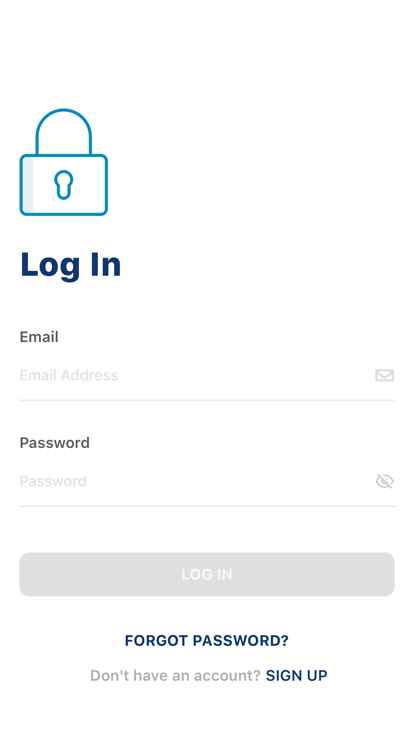 Log In
Email
Email Address
Password
Password
LOG IN
FORGOT PASSWORD?
Don't have an account? SIGN UP